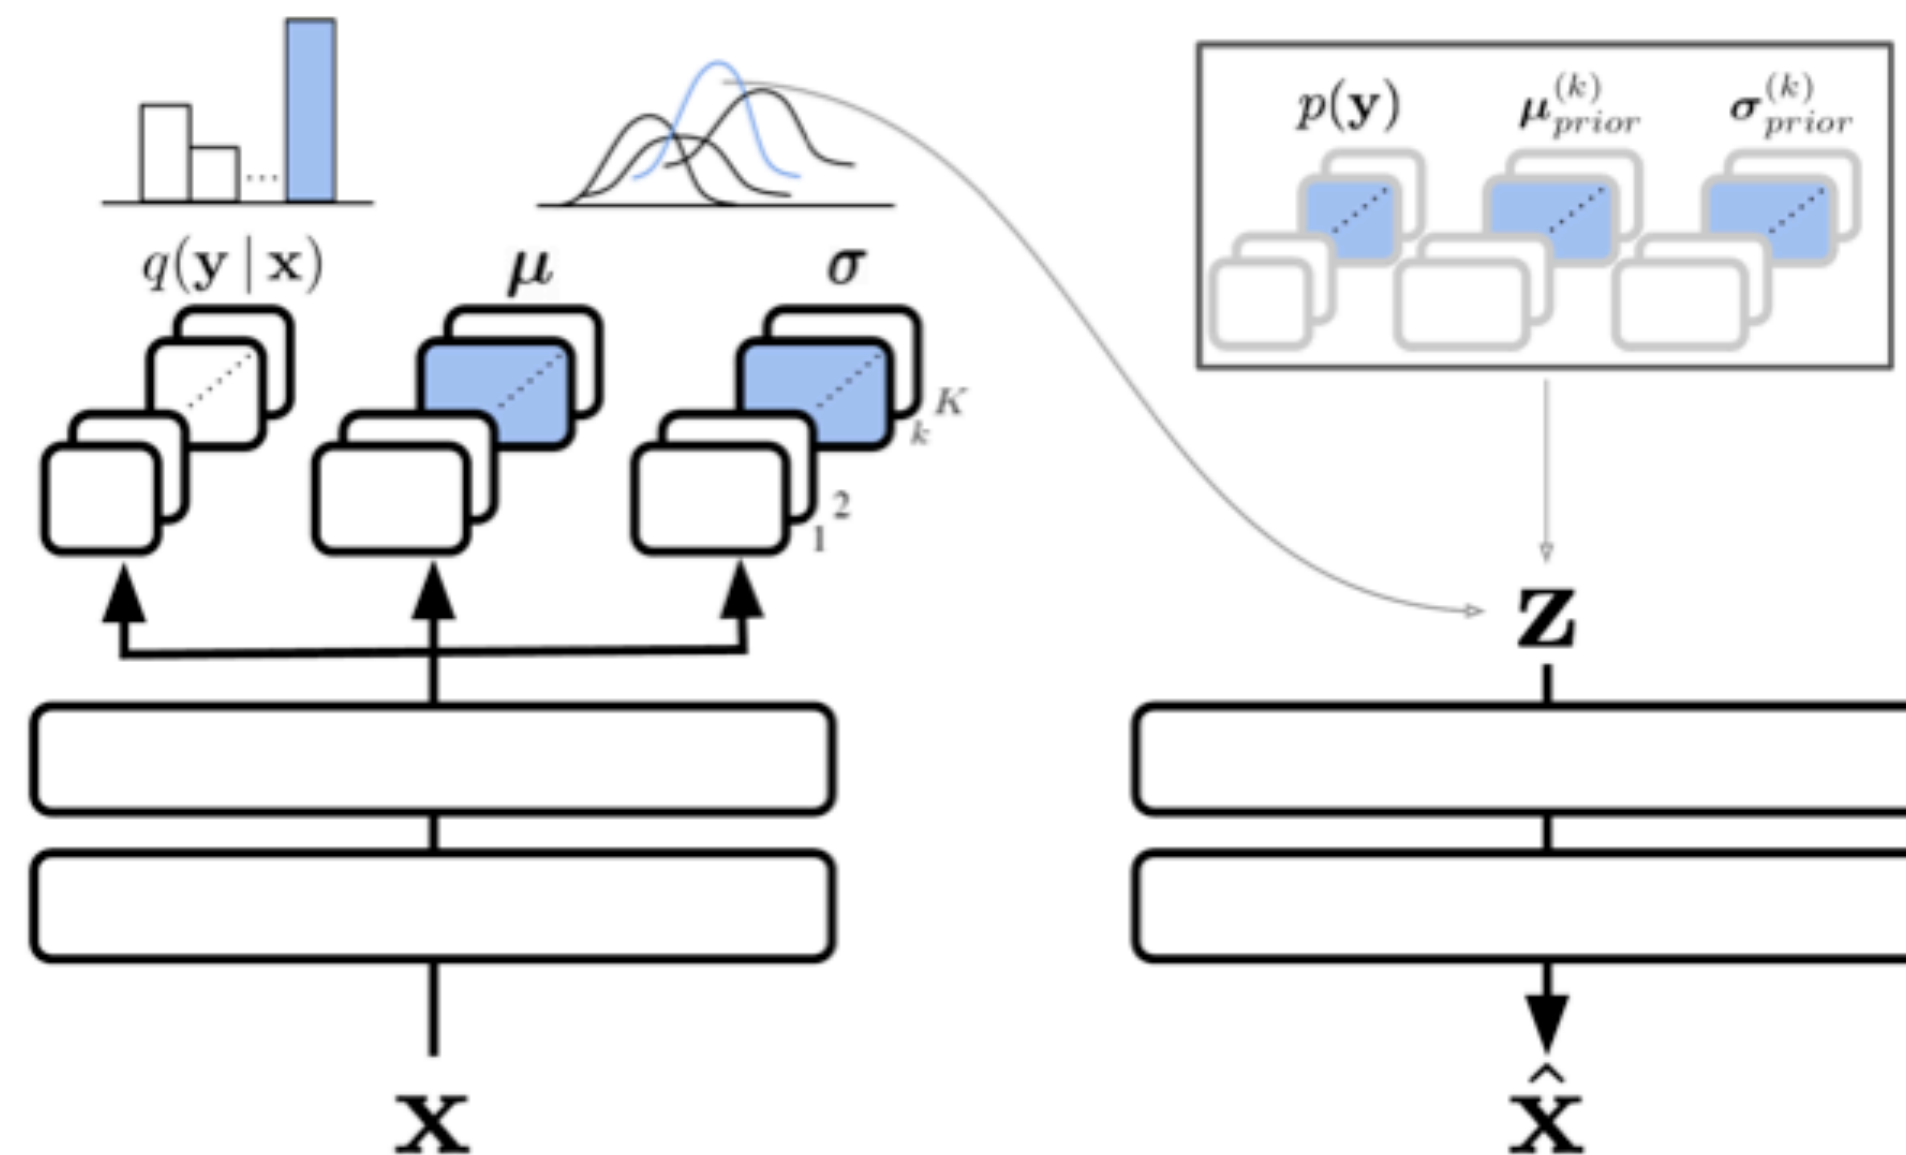 p(y) μ_prior^(k) σ_prior^(k)
...
q(y | x) μ σ
K
k
2
1
z
x x̂